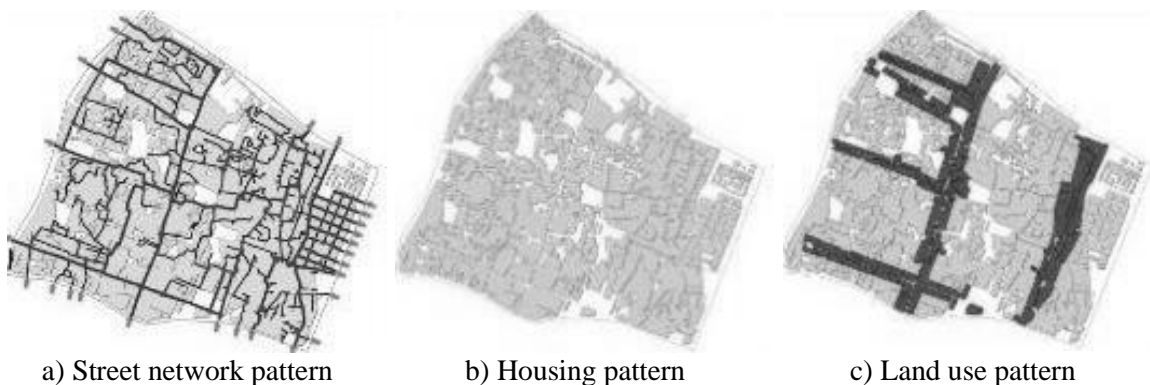 a) Street network pattern
b) Housing pattern
c) Land use pattern